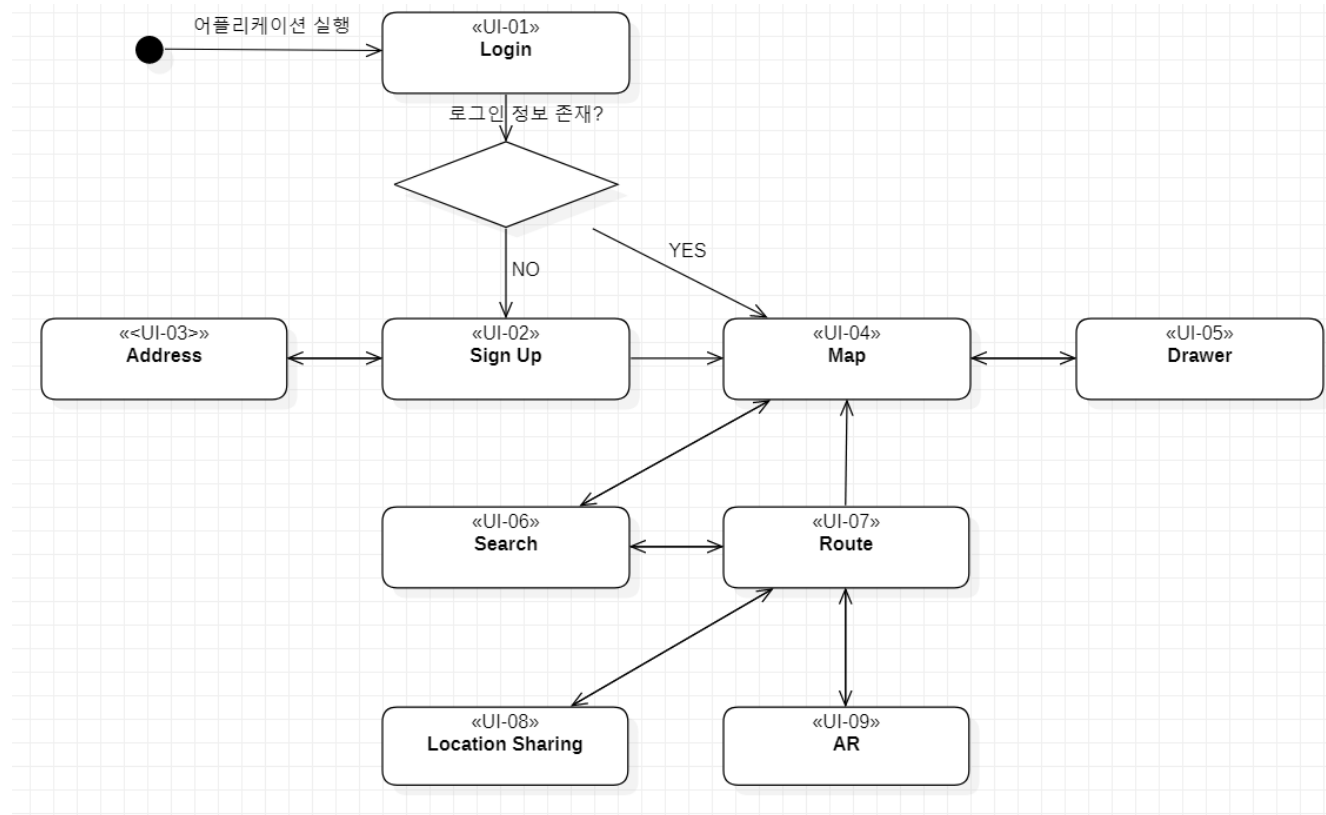 어플리케이션 실행
«UI-01»
Login
로그인 정보 존재?
YES
NO
«<UI-03>»
Address
«UI-02»
Sign Up
«UI-04»
Map
«UI-05»
Drawer
«UI-06»
Search
«UI-07»
Route
«UI-08»
Location Sharing
«UI-09»
AR